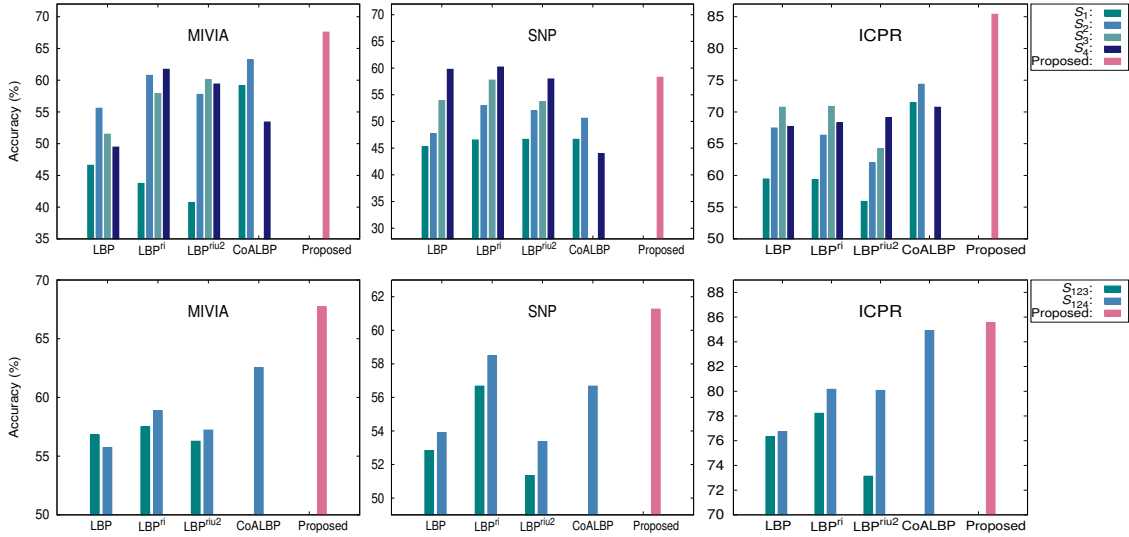 MIVIA
Accuracy (%)
70
65
60
55
50
45
40
35
LBP LBP^ri LBP^riu2 CoALBP Proposed
SNP
70
65
60
55
50
45
40
35
30
LBP LBP^ri LBP^riu2 CoALBP Proposed
ICPR
85
80
75
70
65
60
55
50
LBP LBP^ri LBP^riu2 CoALBP Proposed
S1:
S2:
S3:
S4:
Proposed:
MIVIA
Accuracy (%)
70
65
60
55
50
LBP LBP^ri LBP^riu2 CoALBP Proposed
SNP
62
60
58
56
54
52
50
LBP LBP^ri LBP^riu2 CoALBP Proposed
ICPR
88
86
84
82
80
78
76
74
72
70
LBP LBP^ri LBP^riu2 CoALBP Proposed
S123:
S124:
Proposed: